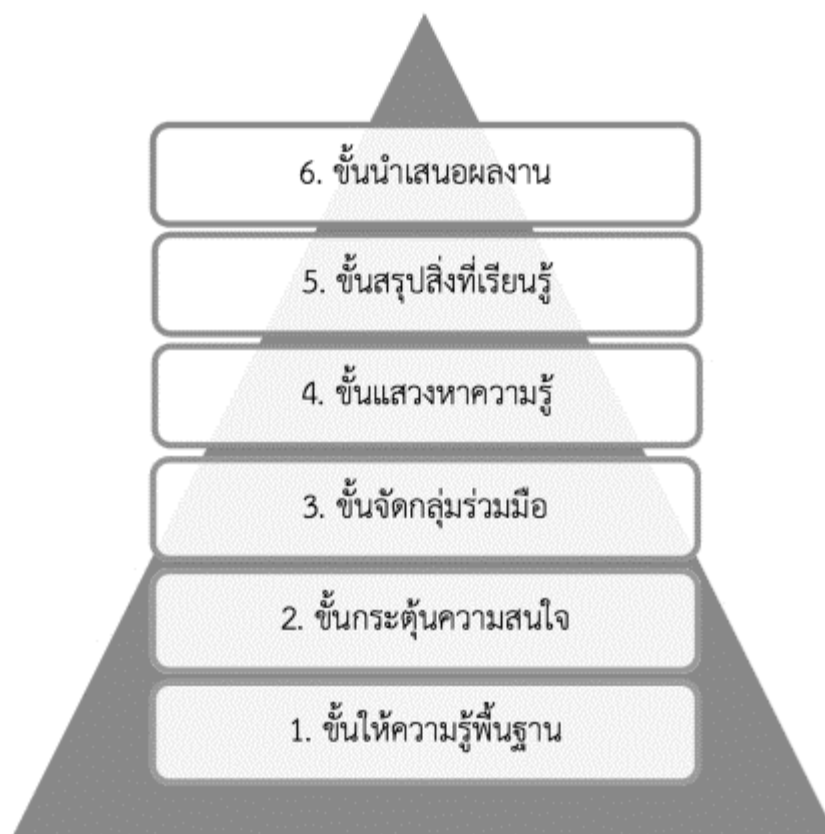 6. ขั้นนำเสนอผลงาน
5. ขั้นสรุปสิ่งที่เรียนรู้
4. ขั้นแสวงหาความรู้
3. ขั้นจัดกลุ่มร่วมมือ
2. ขั้นกระตุ้นความสนใจ
1. ขั้นให้ความรู้พื้นฐาน